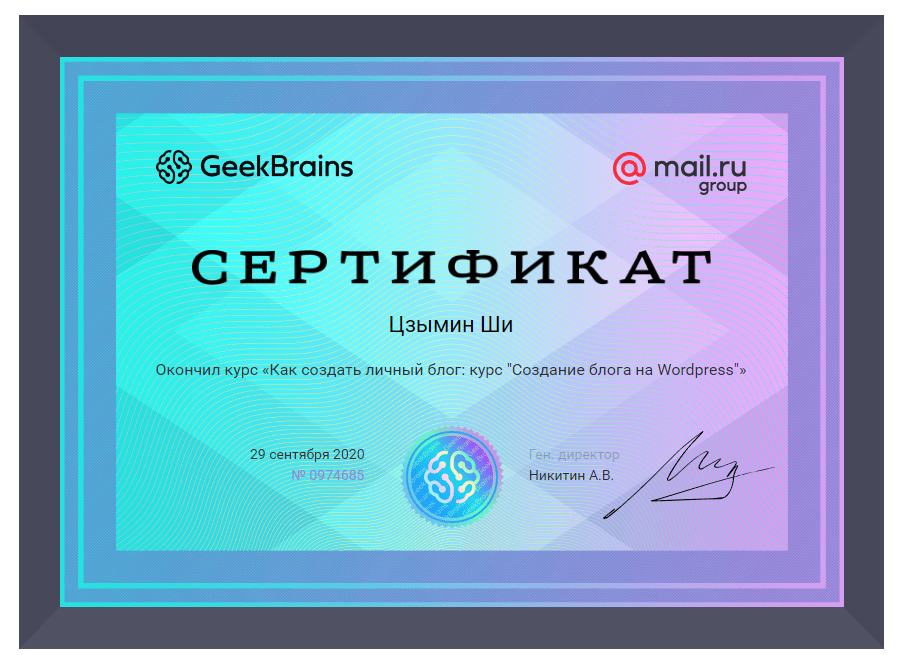 GeekBrains
@mail.ru
group
СЕРТИФИКАТ
Цзымин Ши
Окончил курс «Как создать личный блог: курс "Создание блога на Wordpress"»
29 сентября 2020
№ 0974685
Ген. директор
Никитин А.В.